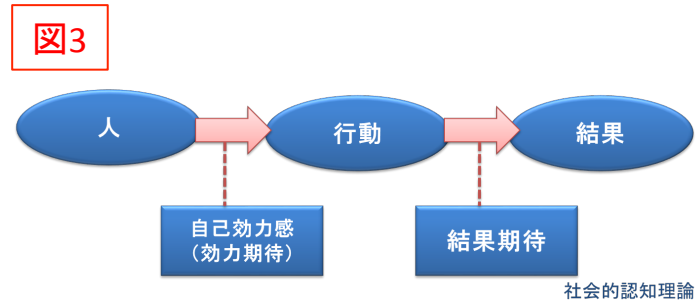 図3
人
行動
結果
自己効力感
（効力期待）
結果期待
社会的認知理論